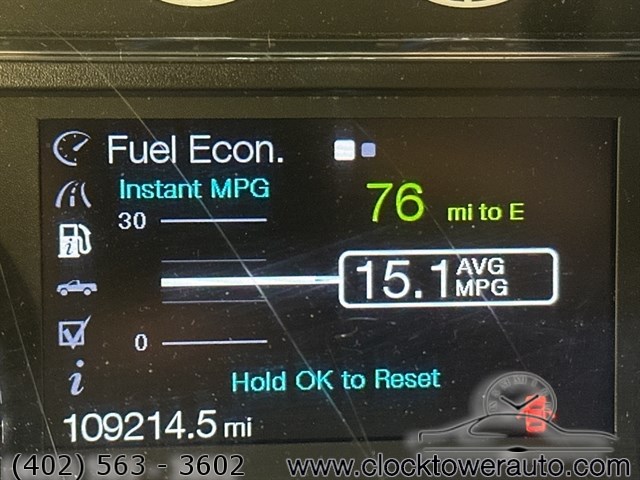 Fuel Econ.
Instant MPG
30
76 mi to E
15.1 AVG MPG
0
Hold OK to Reset
109214.5 mi
(402) 563 - 3602
www.clocktowerauto.com